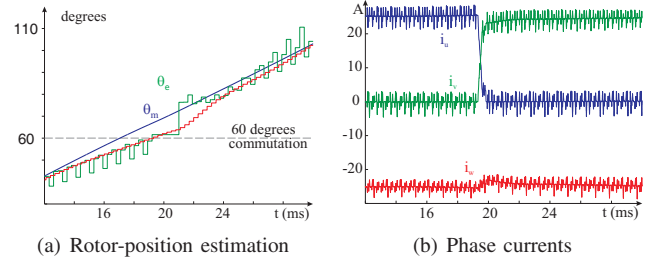 degrees
110
θe
θm
60
60 degrees
commutation
16 20 24 t (ms)
(a) Rotor-position estimation
A
20
iu
iv
0
-20
iw
16 20 24 t (ms)
(b) Phase currents